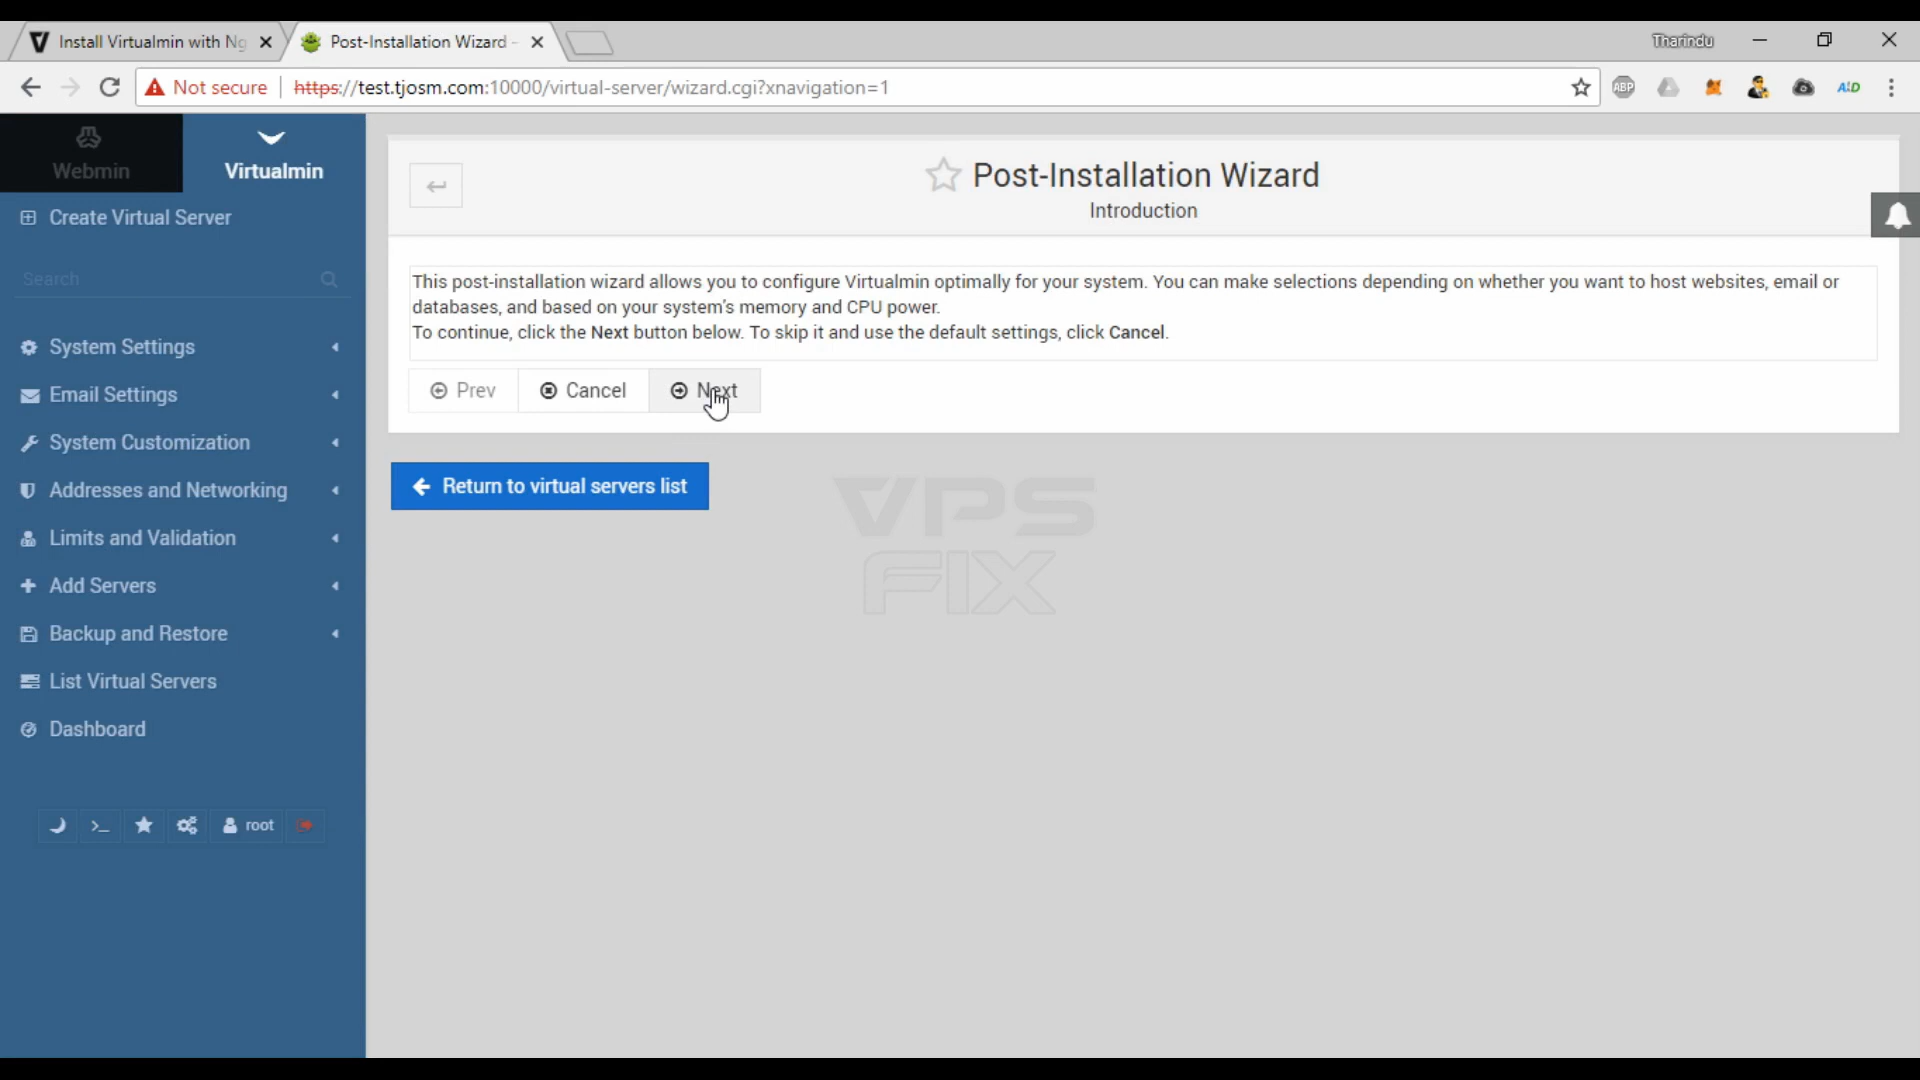 Install Virtualmin with Ng
Post-Installation Wizard -
Tharindu
Not secure
https://test.tjosm.com:10000/virtual-server/wizard.cgi?xnavigation=1
ABP
Webmin
Virtualmin
Create Virtual Server
Search
System Settings
Email Settings
System Customization
Addresses and Networking
Limits and Validation
Add Servers
Backup and Restore
List Virtual Servers
Dashboard
root
Post-Installation Wizard
Introduction
This post-installation wizard allows you to configure Virtualmin optimally for your system. You can make selections depending on whether you want to host websites, email or
databases, and based on your system's memory and CPU power.
To continue, click the Next button below. To skip it and use the default settings, click Cancel.
Prev
Cancel
Next
Return to virtual servers list
VPS
FIX